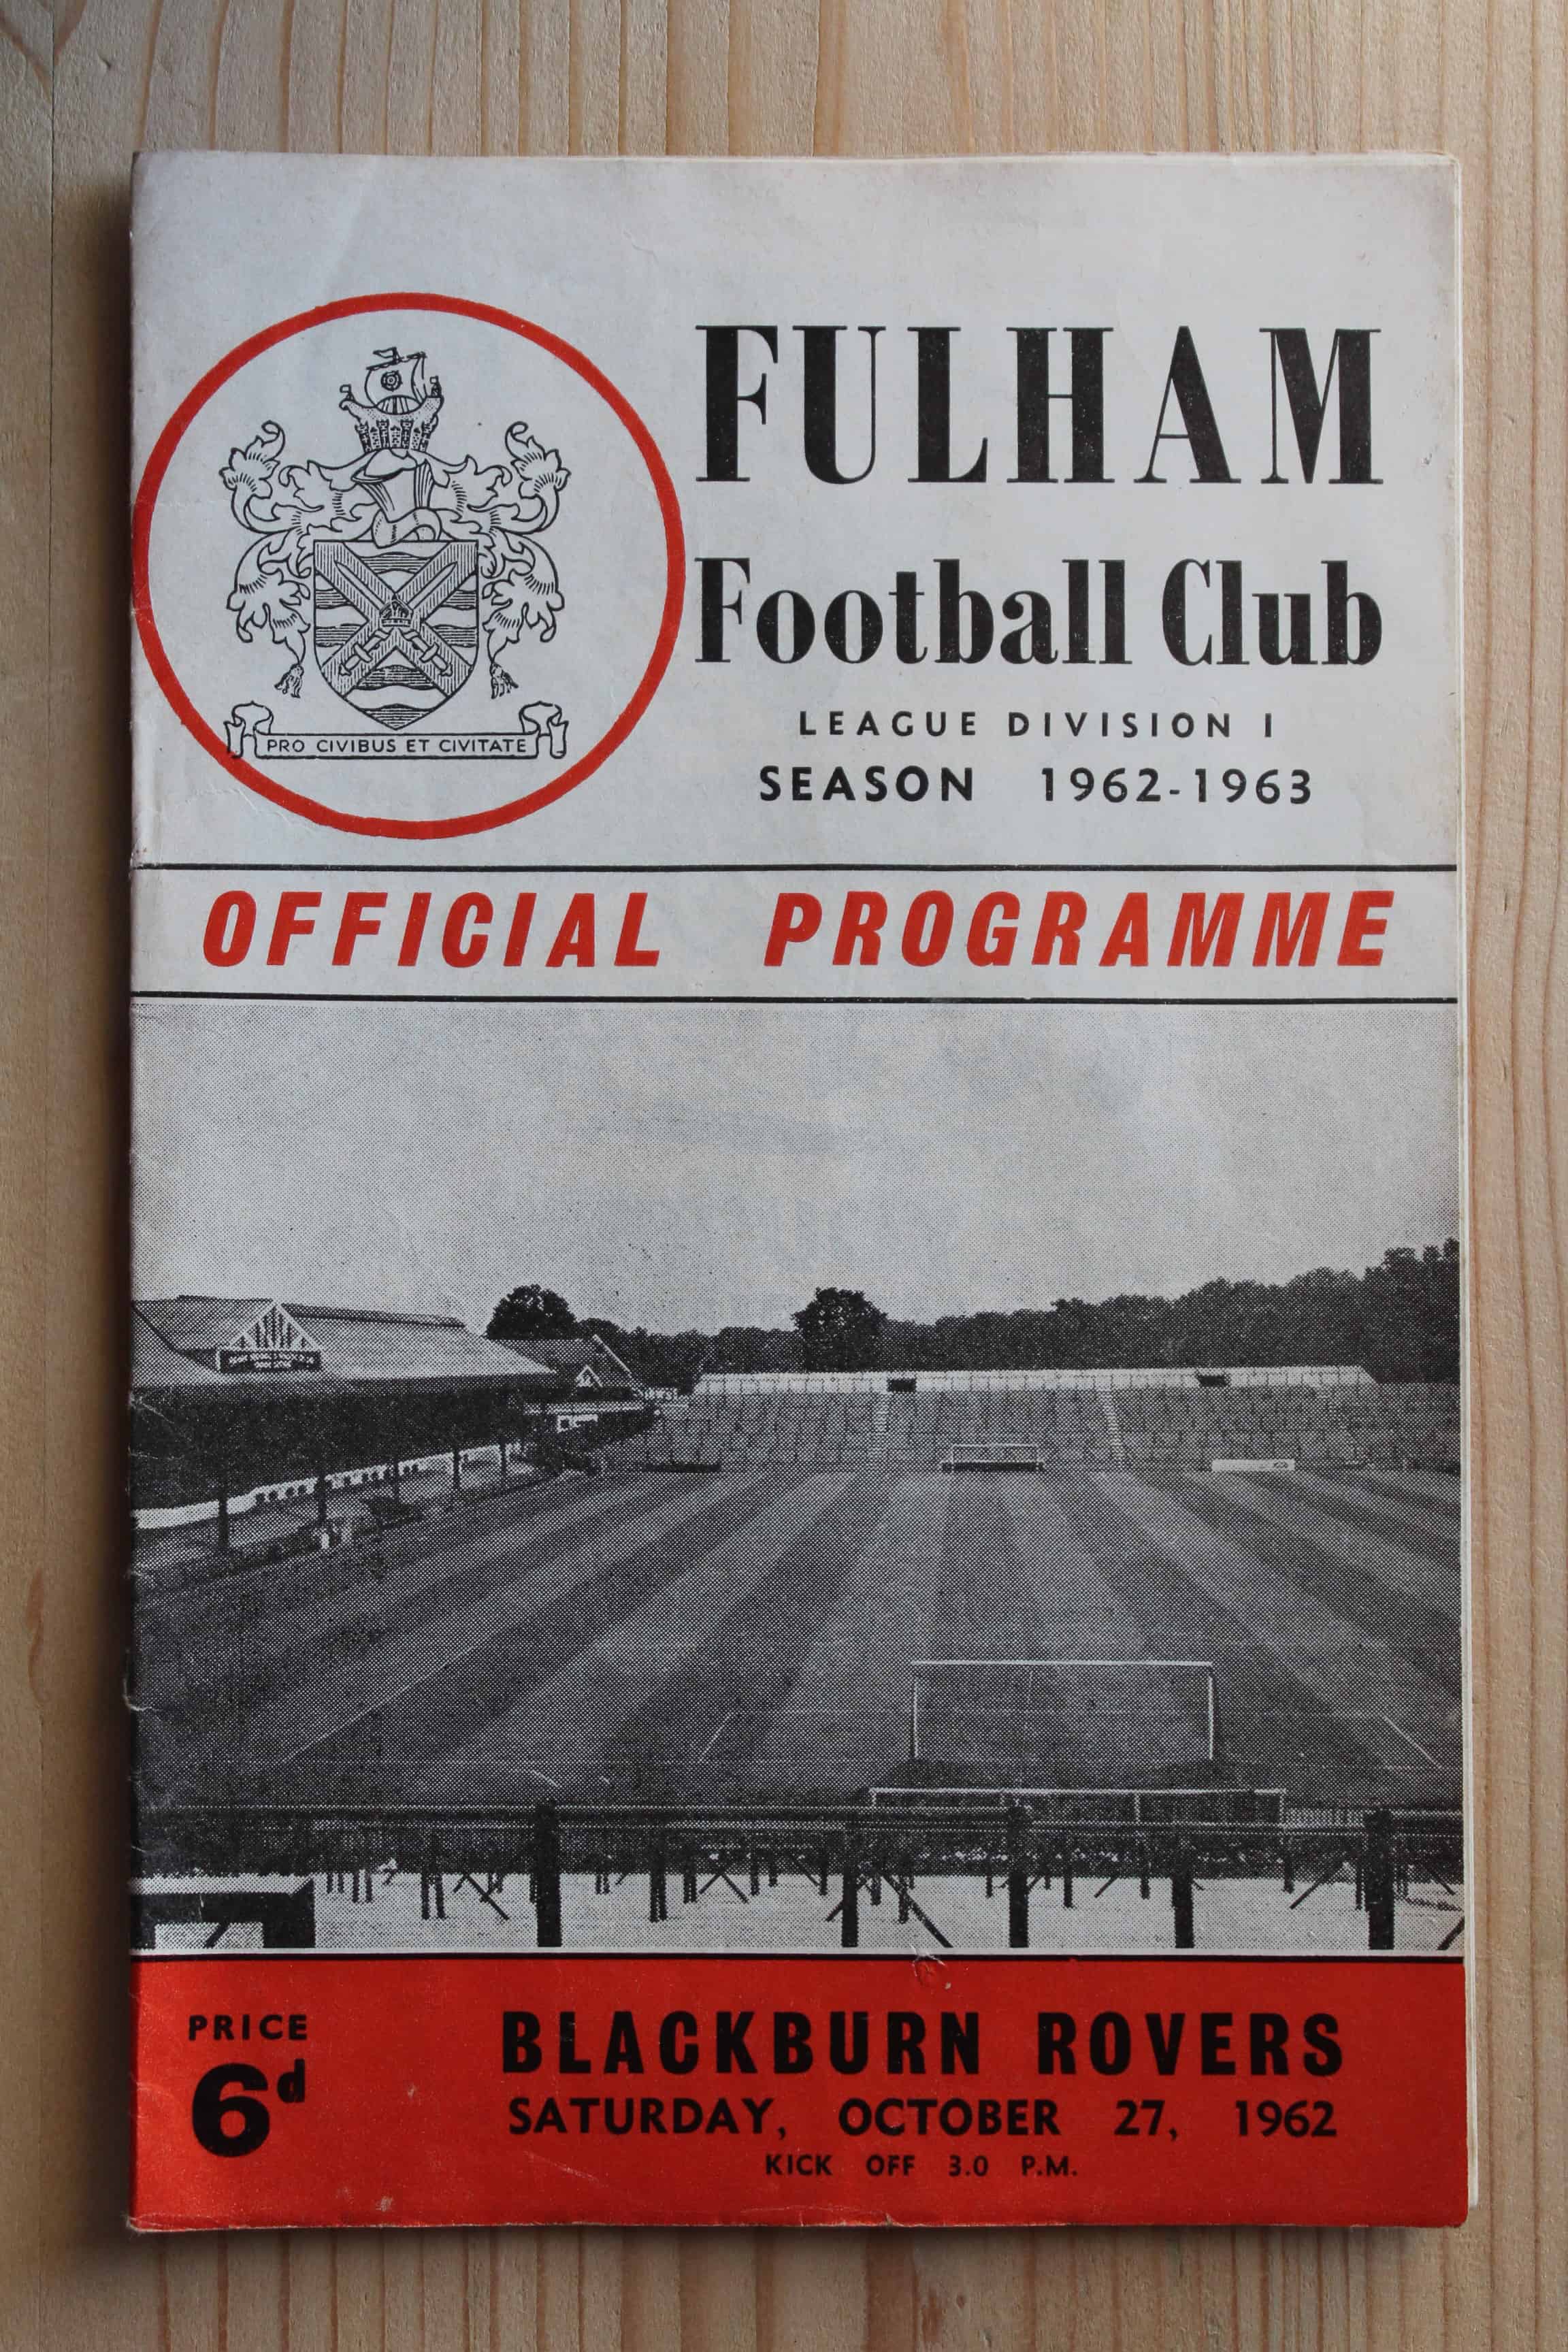 FULHAM
Football Club
LEAGUE DIVISION I
SEASON 1962-1963
PRO CIVIBUS ET CIVITATE
OFFICIAL PROGRAMME
PRICE
6d
BLACKBURN ROVERS
SATURDAY, OCTOBER 27, 1962
KICK OFF 3.0 P.M.